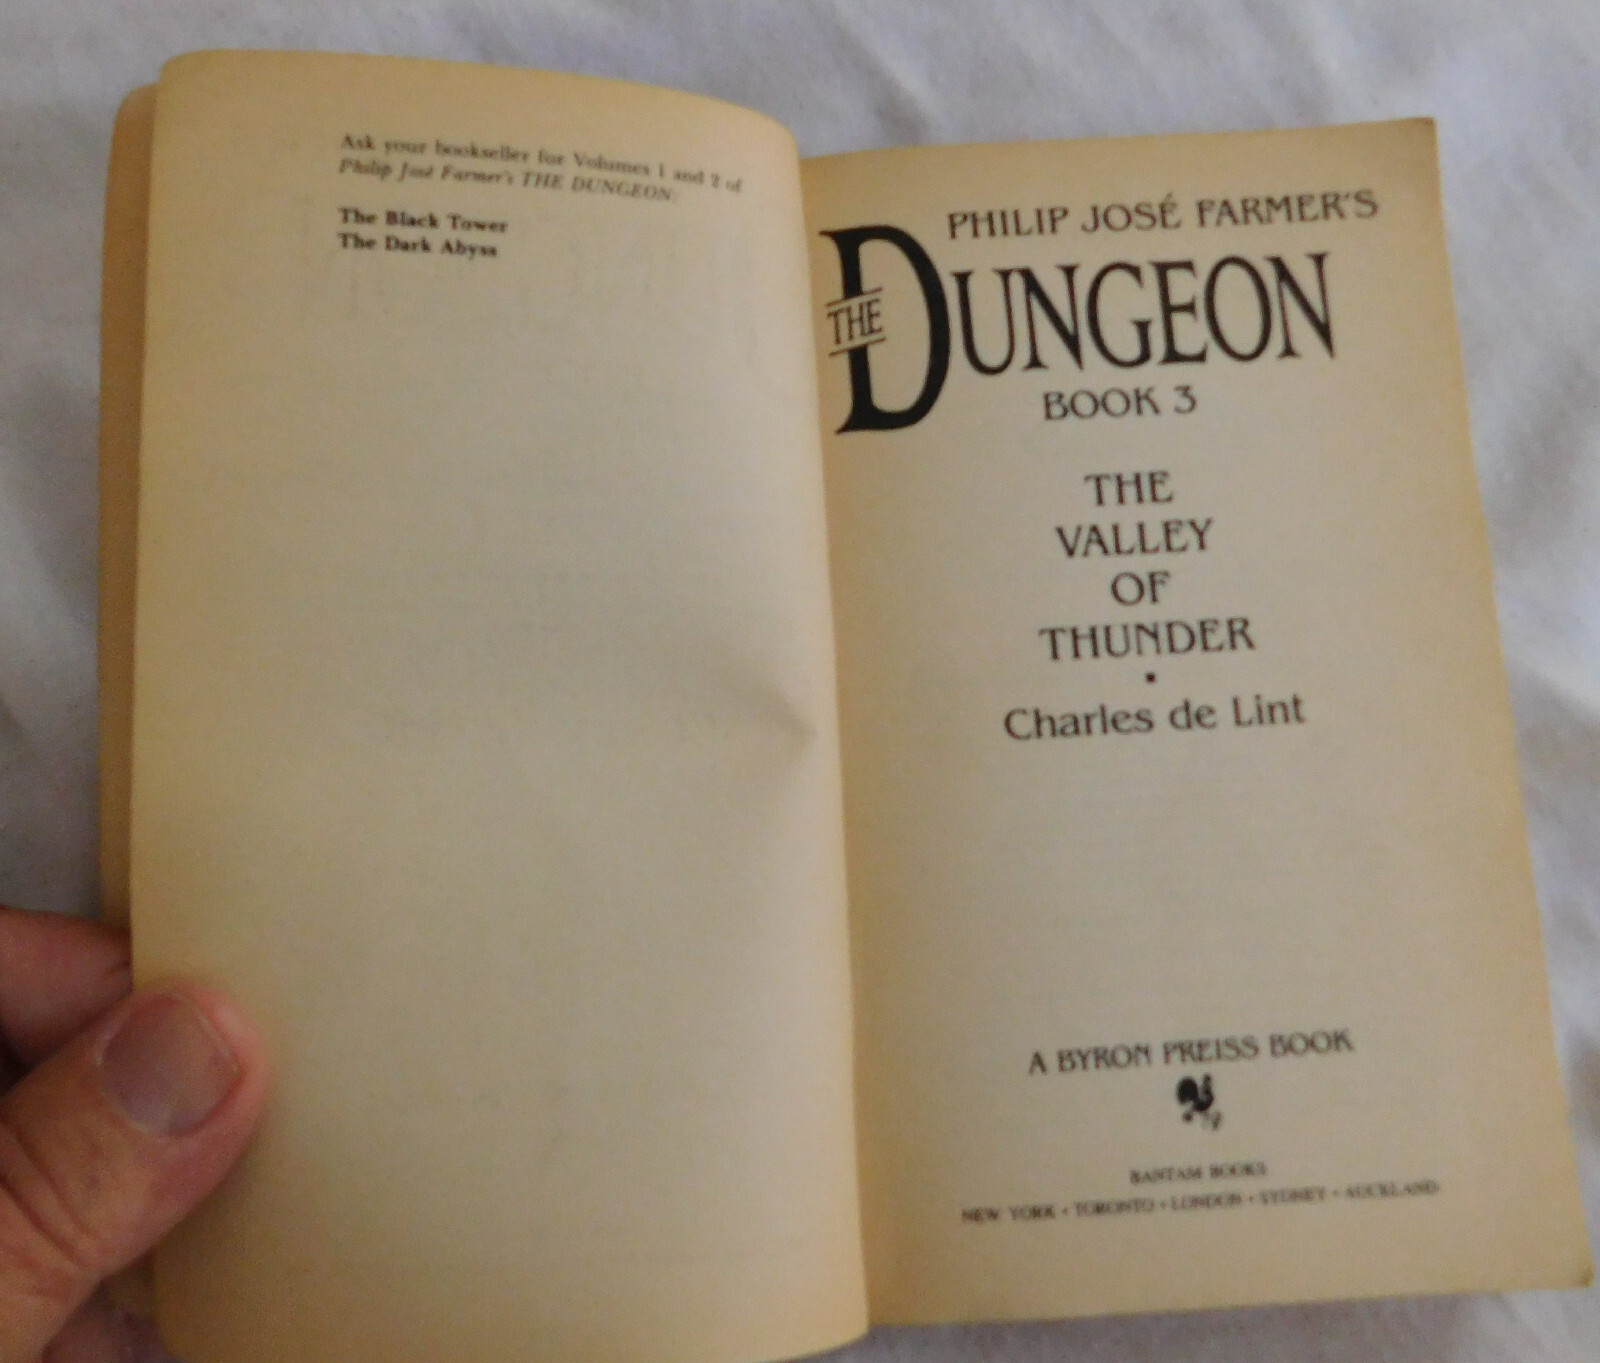 Ask your bookseller for Volumes 1 and 2 of
Philip José Farmer's THE DUNGEON:
The Black Tower
The Dark Abyss
PHILIP JOSÉ FARMER'S
THE DUNGEON
BOOK 3
THE
VALLEY
OF
THUNDER
Charles de Lint
A BYRON PREISS BOOK
BANTAM BOOKS
NEW YORK • TORONTO • LONDON • SYDNEY • AUCKLAND